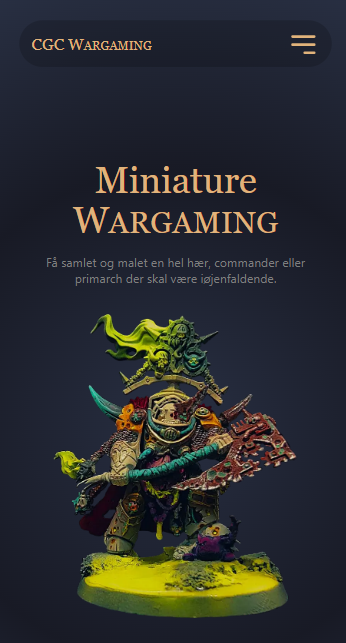 CGC Wargaming
Miniature
Wargaming
Få samlet og malet en hel hær, commander eller
primarch der skal være iøjenfaldende.